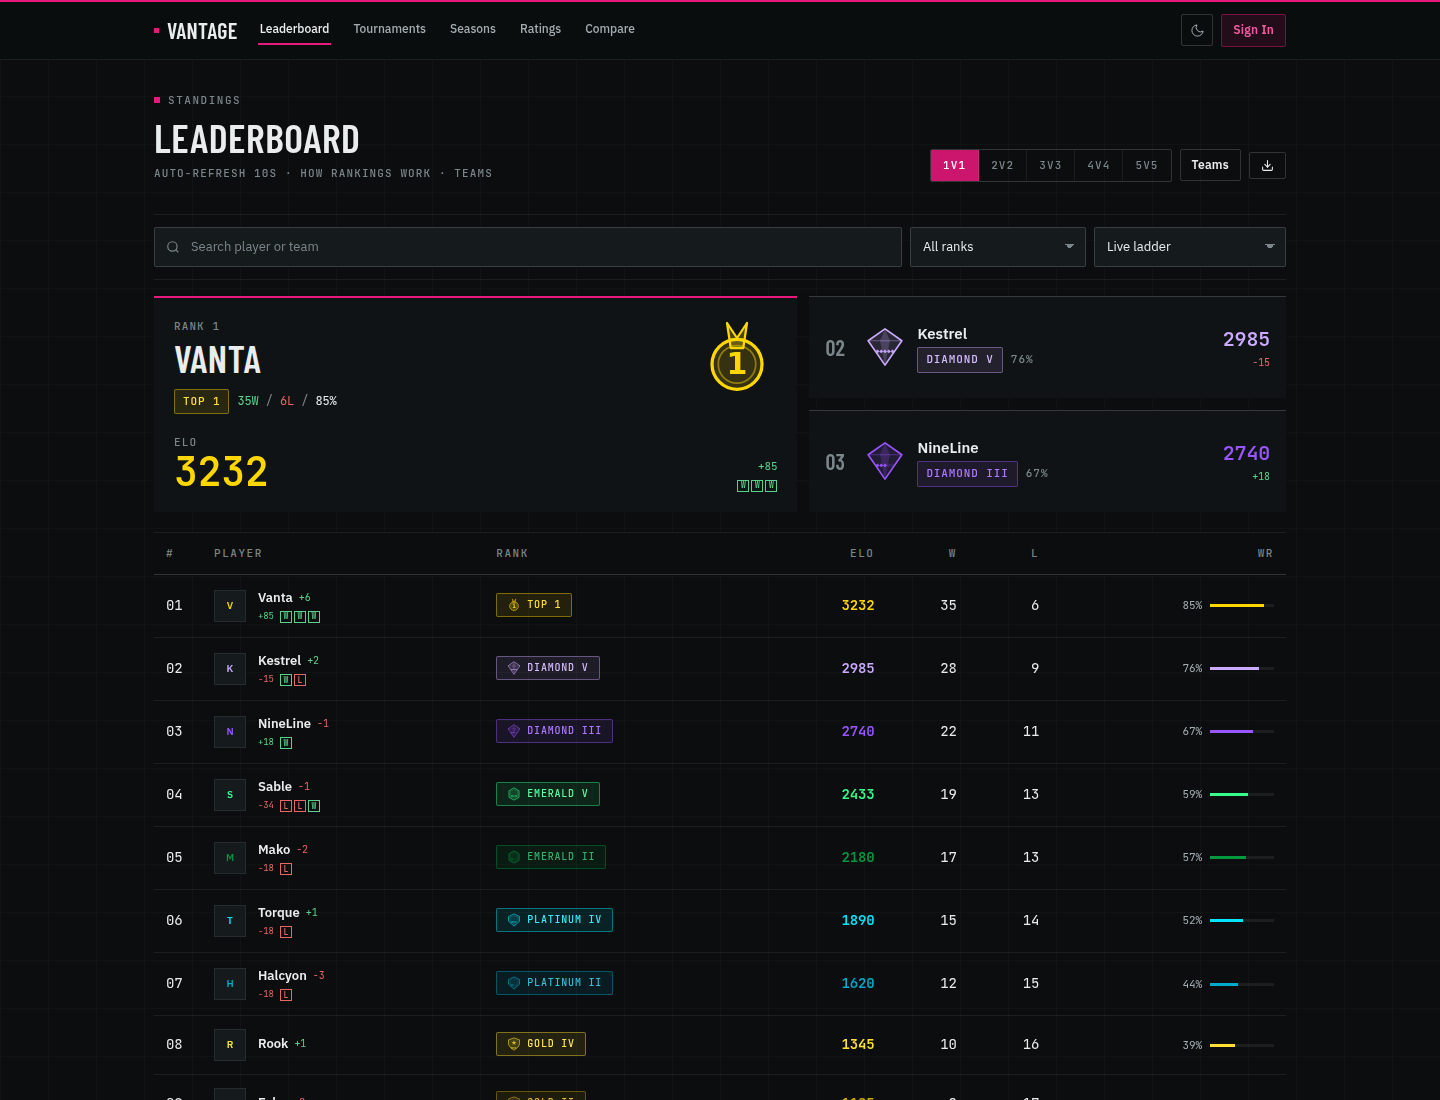 VANTAGE Leaderboard Tournaments Seasons Ratings Compare Sign In
STANDINGS
LEADERBOARD
AUTO-REFRESH 10S · HOW RANKINGS WORK · TEAMS
1V1 2V2 3V3 4V4 5V5 Teams
Search player or team All ranks Live ladder
RANK 1
VANTA
1
TOP 1 35W / 6L / 85%
ELO
3232
+85
W W W
02 Kestrel 2985
DIAMOND V 76% -15
03 NineLine 2740
DIAMOND III 67% +18
# PLAYER RANK ELO W L WR
01 V Vanta +6 TOP 1 3232 35 6 85%
+85 W W W
02 K Kestrel +2 DIAMOND V 2985 28 9 76%
-15 W L
03 N NineLine -1 DIAMOND III 2740 22 11 67%
+18 W
04 S Sable -1 EMERALD V 2433 19 13 59%
-34 L L W
05 M Mako -2 EMERALD II 2180 17 13 57%
-18 L
06 T Torque +1 PLATINUM IV 1890 15 14 52%
-18 L
07 H Halcyon -3 PLATINUM II 1620 12 15 44%
-18 L
08 R Rook +1 GOLD IV 1345 10 16 39%